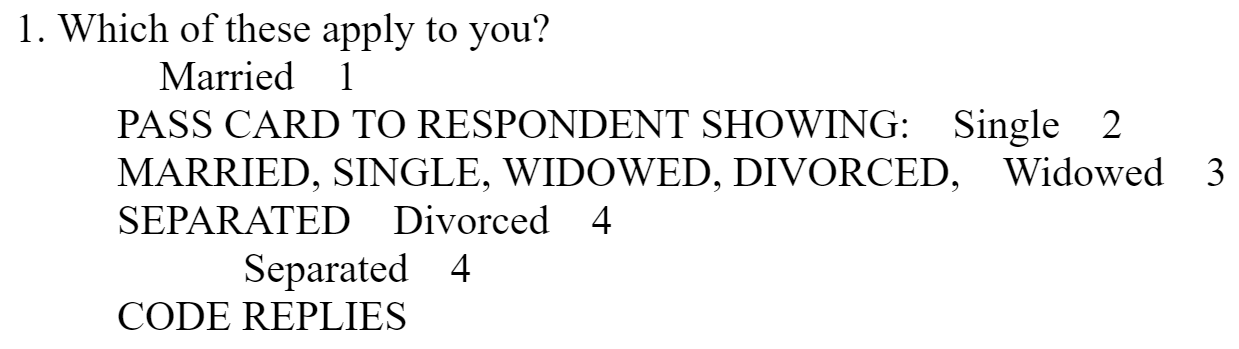 1. Which of these apply to you?
Married 1
PASS CARD TO RESPONDENT SHOWING: Single 2
MARRIED, SINGLE, WIDOWED, DIVORCED, Widowed 3
SEPARATED Divorced 4
Separated 4
CODE REPLIES